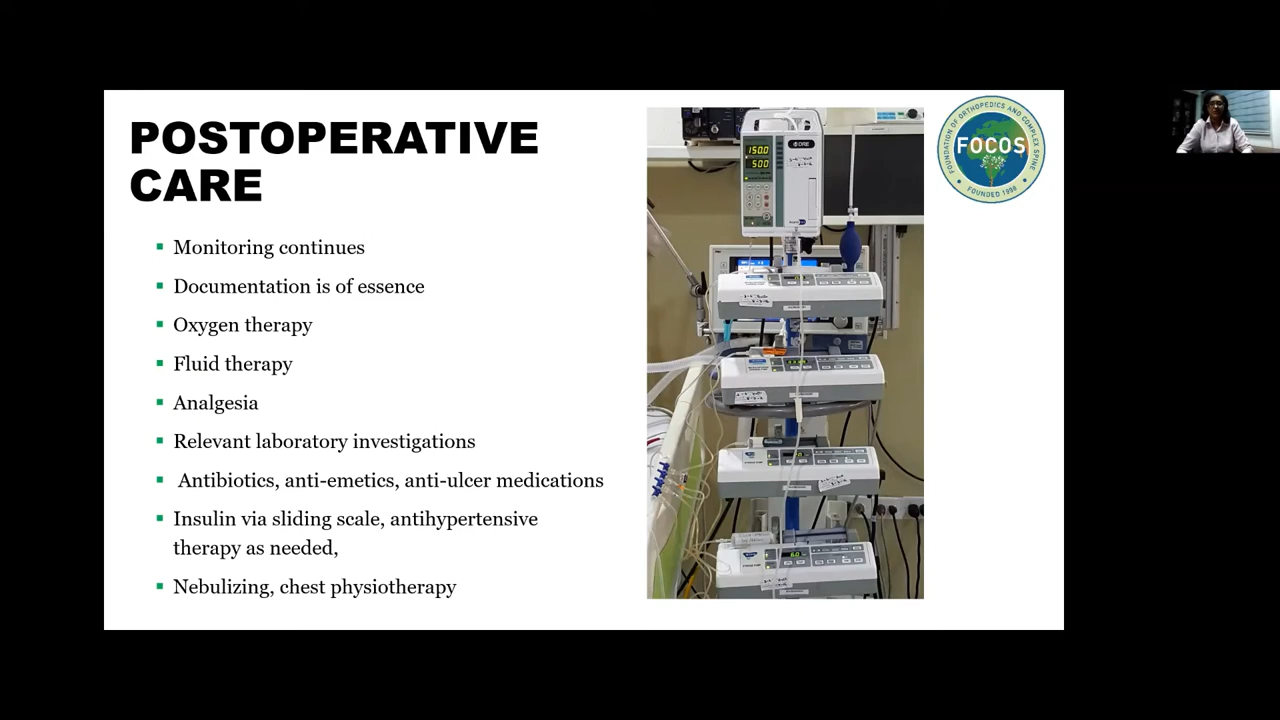 POSTOPERATIVE
CARE
Monitoring continues
Documentation is of essence
Oxygen therapy
Fluid therapy
Analgesia
Relevant laboratory investigations
Antibiotics, anti-emetics, anti-ulcer medications
Insulin via sliding scale, antihypertensive
therapy as needed,
Nebulizing, chest physiotherapy
150.0
500
FOUNDATION OF ORTHOPEDICS AND COMPLEX SPINE
FOCOS
FOUNDED 1998